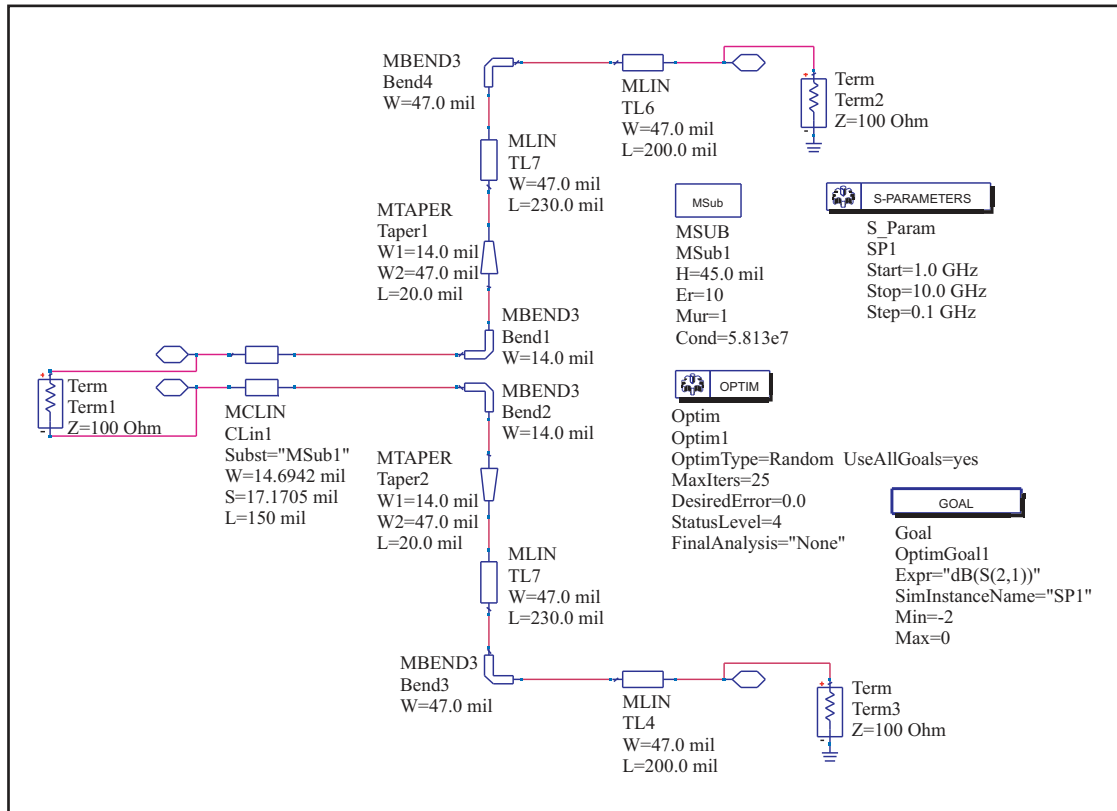 MBEND3
Bend4
W=47.0 mil
MLIN
TL6
W=47.0 mil
L=200.0 mil
Term
Term2
Z=100 Ohm
MLIN
TL7
W=47.0 mil
L=230.0 mil
MTAPER
Taper1
W1=14.0 mil
W2=47.0 mil
L=20.0 mil
MSub
MSUB
MSub1
H=45.0 mil
Er=10
Mur=1
Cond=5.813e7
S-PARAMETERS
S_Param
SP1
Start=1.0 GHz
Stop=10.0 GHz
Step=0.1 GHz
MBEND3
Bend1
W=14.0 mil
Term
Term1
Z=100 Ohm
MCLIN
CLin1
Subst="MSub1"
W=14.6942 mil
S=17.1705 mil
L=150 mil
MBEND3
Bend2
W=14.0 mil
MTAPER
Taper2
W1=14.0 mil
W2=47.0 mil
L=20.0 mil
OPTIM
Optim
Optim1
OptimType=Random UseAllGoals=yes
MaxIters=25
DesiredError=0.0
StatusLevel=4
FinalAnalysis="None"
GOAL
Goal
OptimGoal1
Expr="dB(S(2,1))"
SimInstanceName="SP1"
Min=-2
Max=0
MLIN
TL7
W=47.0 mil
L=230.0 mil
MBEND3
Bend3
W=47.0 mil
MLIN
TL4
W=47.0 mil
L=200.0 mil
Term
Term3
Z=100 Ohm